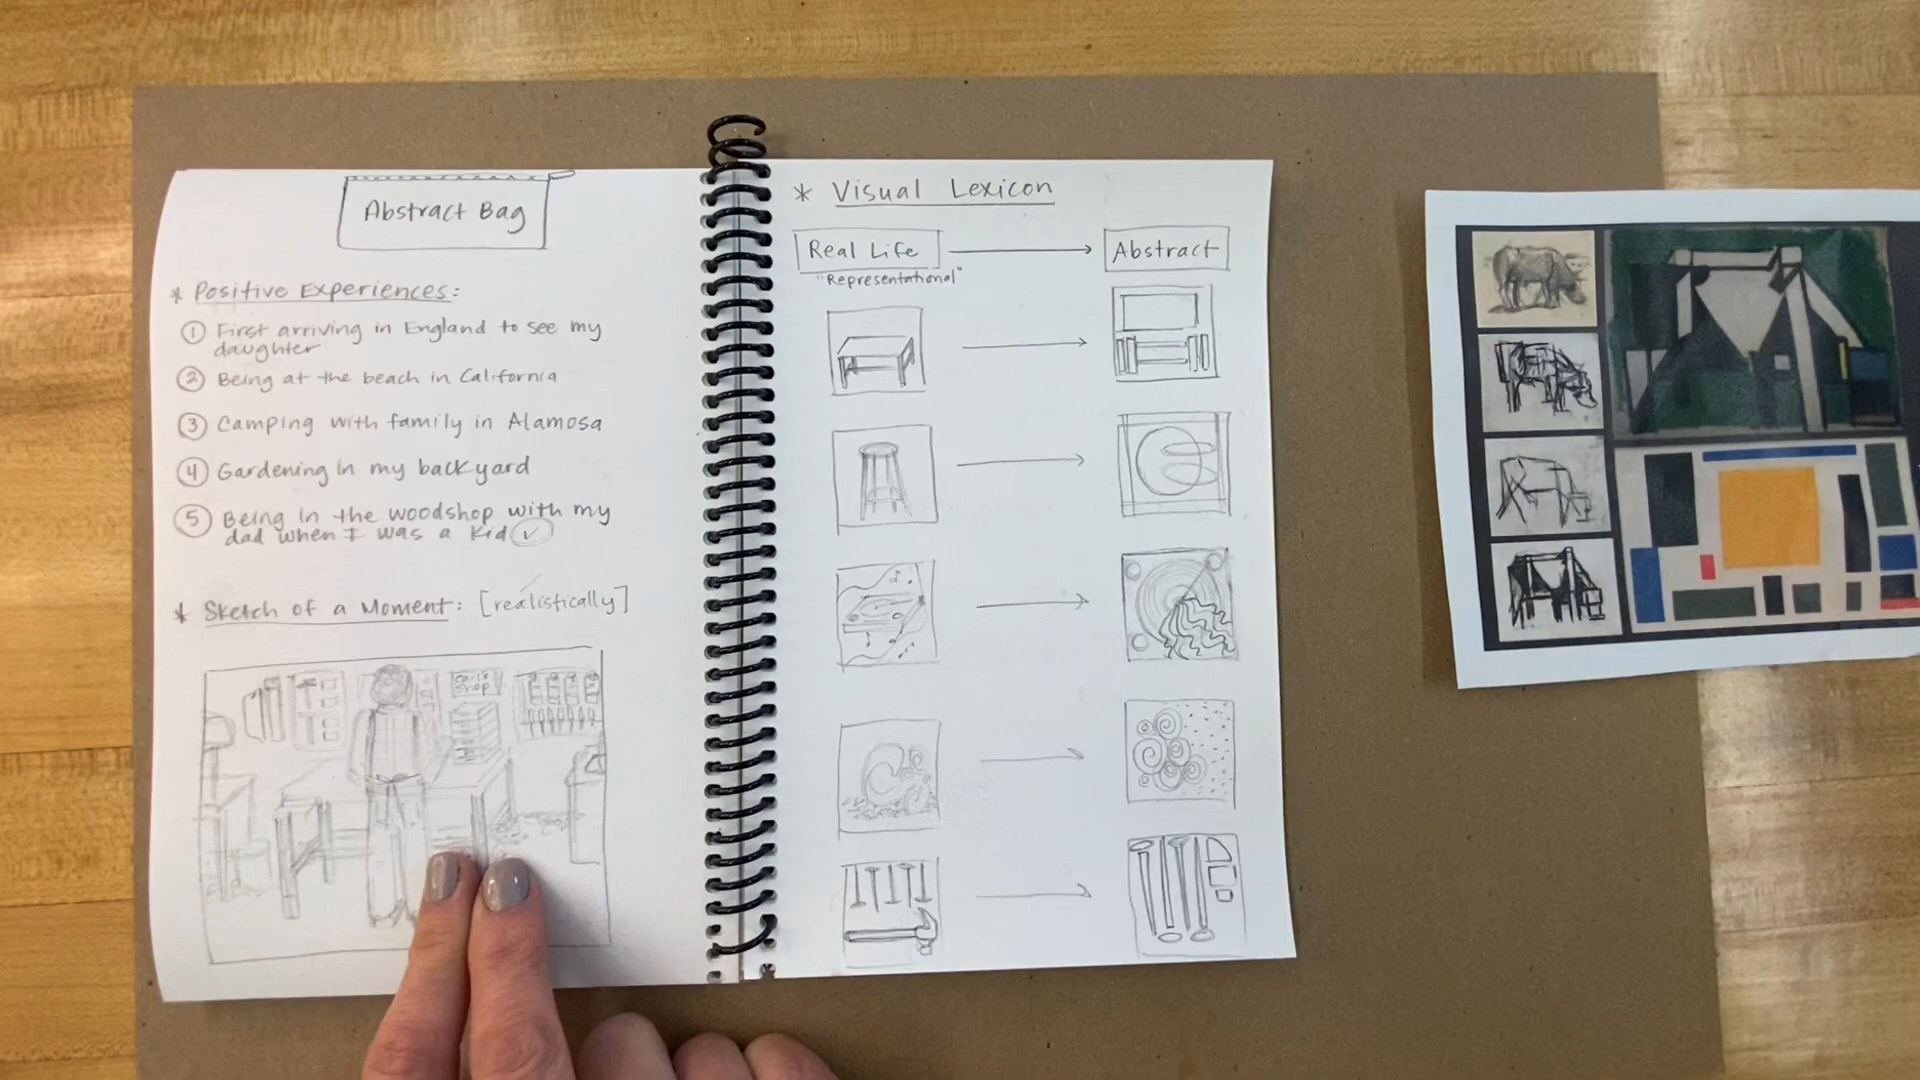 Abstract Bag
* Positive Experiences:
1 First arriving in England to see my
daughter
2 Being at the beach in California
3 Camping with family in Alamosa
4 Gardening in my backyard
5 Being in the woodshop with my
dad when I was a kid ✓
* Sketch of a Moment: [realistically]
* Visual Lexicon
Real Life
Abstract
"Representational"